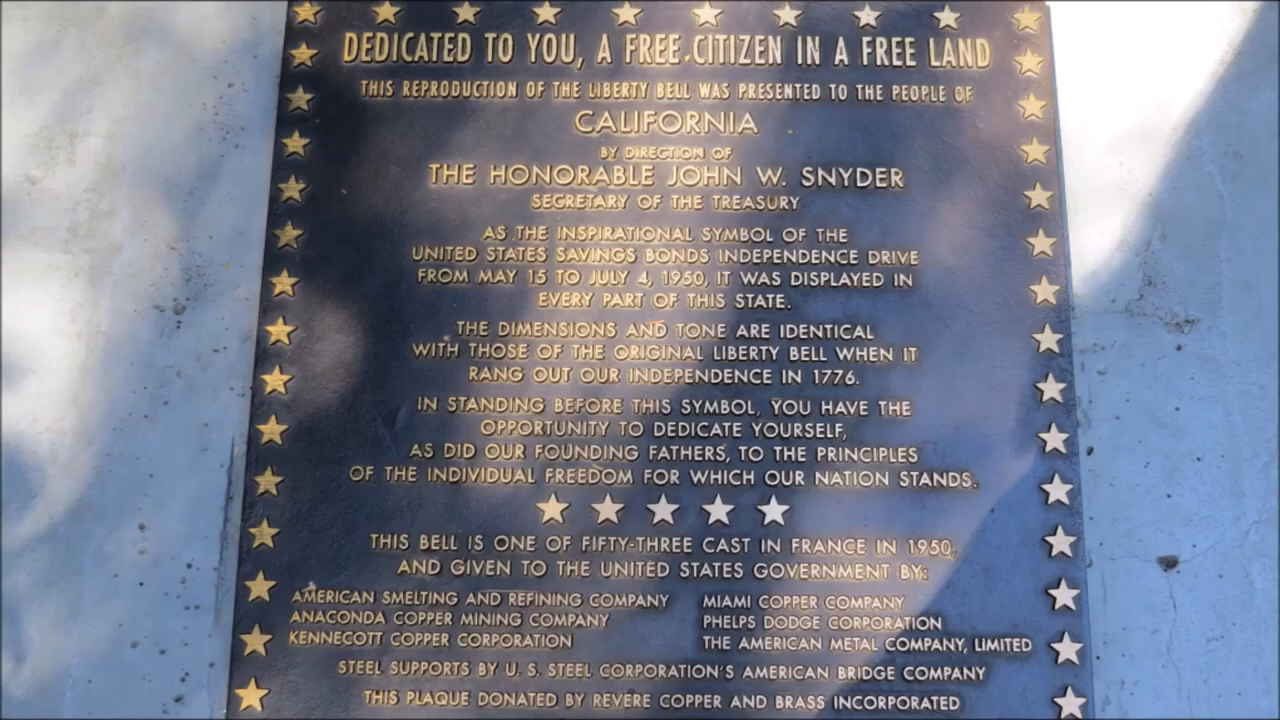 DEDICATED TO YOU, A FREE CITIZEN IN A FREE LAND
THIS REPRODUCTION OF THE LIBERTY BELL WAS PRESENTED TO THE PEOPLE OF
CALIFORNIA
BY DIRECTION OF
THE HONORABLE JOHN W. SNYDER
SECRETARY OF THE TREASURY
AS THE INSPIRATIONAL SYMBOL OF THE
UNITED STATES SAVINGS BONDS INDEPENDENCE DRIVE
FROM MAY 15 TO JULY 4, 1950, IT WAS DISPLAYED IN
EVERY PART OF THIS STATE.
THE DIMENSIONS AND TONE ARE IDENTICAL
WITH THOSE OF THE ORIGINAL LIBERTY BELL WHEN IT
RANG OUT OUR INDEPENDENCE IN 1776.
IN STANDING BEFORE THIS SYMBOL, YOU HAVE THE
OPPORTUNITY TO DEDICATE YOURSELF,
AS DID OUR FOUNDING FATHERS, TO THE PRINCIPLES
OF THE INDIVIDUAL FREEDOM FOR WHICH OUR NATION STANDS.
THIS BELL IS ONE OF FIFTY-THREE CAST IN FRANCE IN 1950,
AND GIVEN TO THE UNITED STATES GOVERNMENT BY:
AMERICAN SMELTING AND REFINING COMPANY
ANACONDA COPPER MINING COMPANY
KENNECOTT COPPER CORPORATION
MIAMI COPPER COMPANY
PHELPS DODGE CORPORATION
THE AMERICAN METAL COMPANY, LIMITED
STEEL SUPPORTS BY U. S. STEEL CORPORATION'S AMERICAN BRIDGE COMPANY
THIS PLAQUE DONATED BY REVERE COPPER AND BRASS INCORPORATED